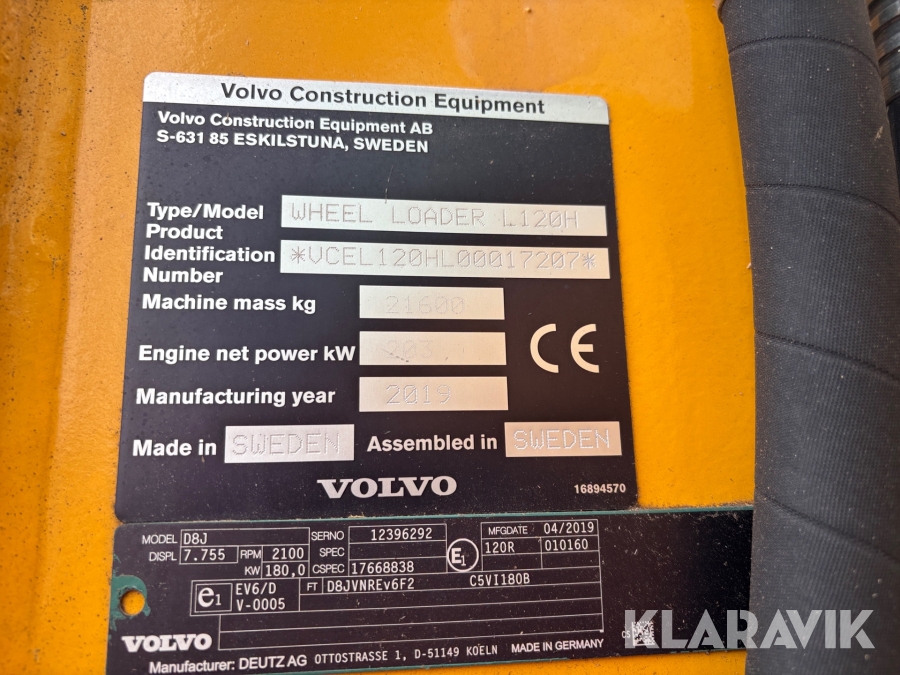 Volvo Construction Equipment
Volvo Construction Equipment AB
S-631 85 ESKILSTUNA, SWEDEN
Type/Model WHEEL LOADER L120H
Product
Identification *VCEL120HL00017207*
Number
Machine mass kg 21600
Engine net power kW
Manufacturing year 2019
Made in SWEDEN Assembled in SWEDEN
VOLVO
16894570
MODEL D8J SERNO 12396292 MFGDATE 04/2019
DISPL 7.755 RPM 2100 SPEC E1 120R 010160
KW 180,0 CSPEC 17668838
e1 EV6/D FT D8JVNREv6F2 C5VI180B
V-0005
VOLVO
CS
Manufacturer: DEUTZ AG OTTOSTRASSE 1, D-51149 KOELN MADE IN GERMANY
KLARAVIK